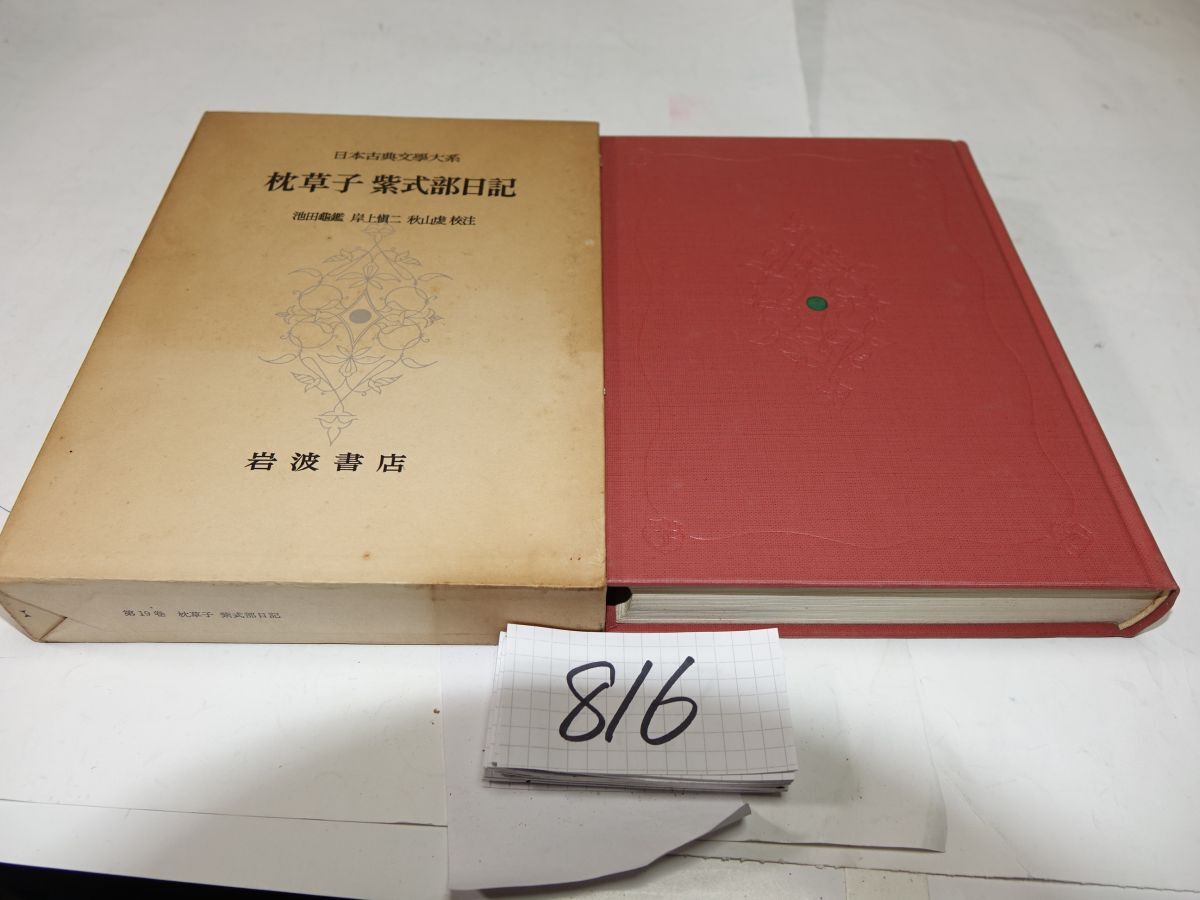 日本古典文學大系
枕草子 紫式部日記
池田龜鑑 岸上愼二 秋山虔 校注
岩波書店
第19巻 枕草子 紫式部日記
816